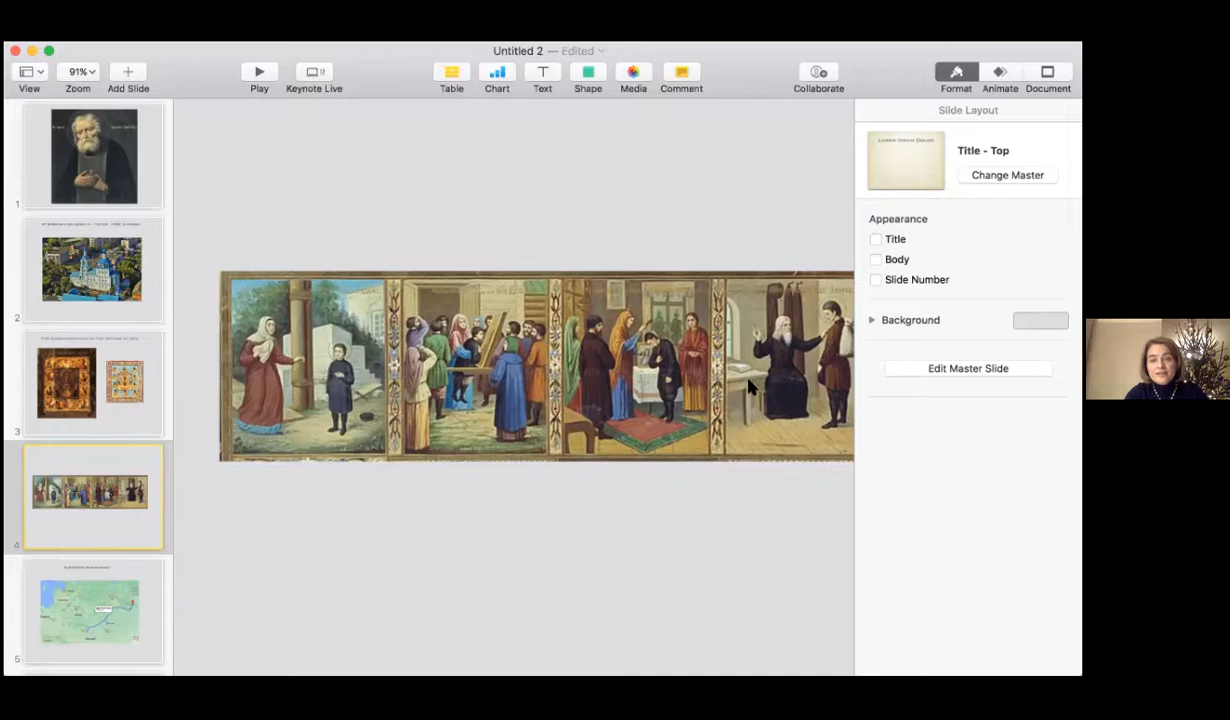 Untitled 2 — Edited
91%
View
Zoom
Add Slide
Play
Keynote Live
Table
Chart
Text
Shape
Media
Comment
Collaborate
Format
Animate
Document
1
2
3
4
5
Slide Layout
Title - Top
Change Master
Appearance
Title
Body
Slide Number
Background
Edit Master Slide